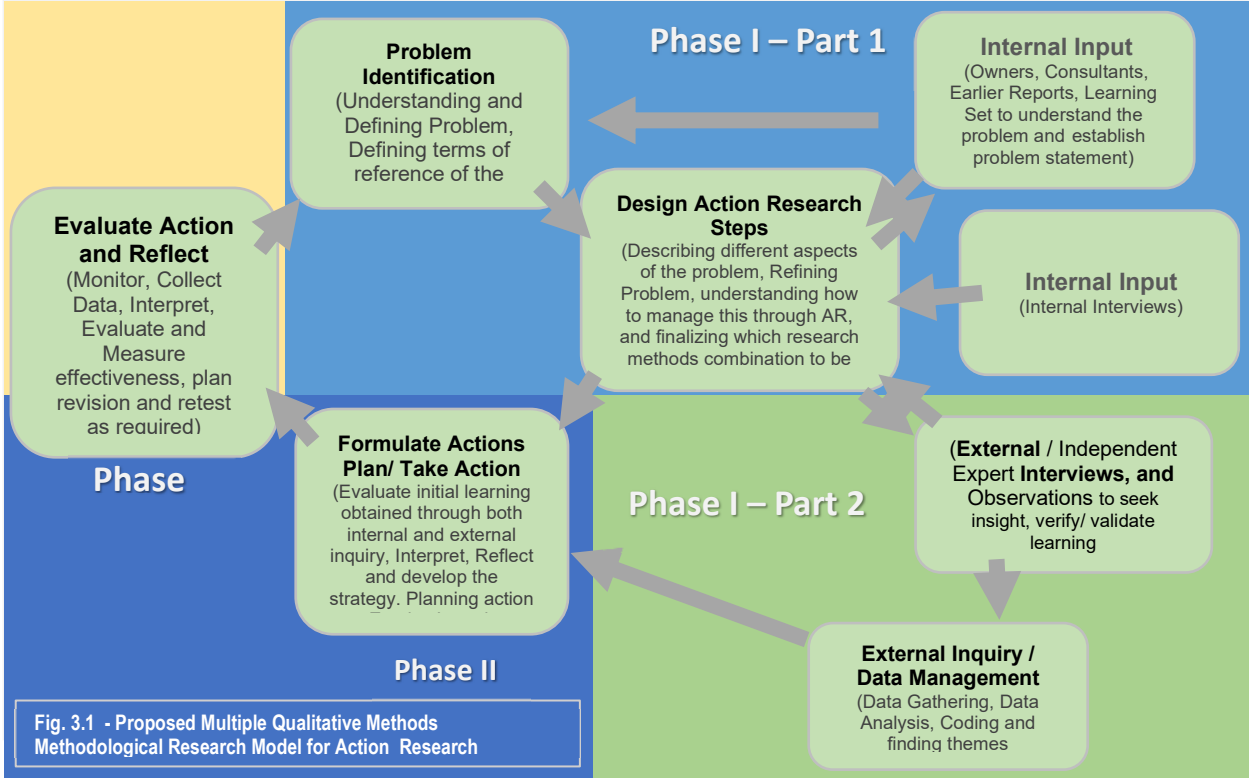 Problem
Identification
(Understanding and
Defining Problem,
Defining terms of
reference of the
Phase I – Part 1
Internal Input
(Owners, Consultants,
Earlier Reports, Learning
Set to understand the
problem and establish
problem statement)
Evaluate Action
and Reflect
(Monitor, Collect
Data, Interpret,
Evaluate and
Measure
effectiveness, plan
revision and retest
as required)
Phase
Design Action Research
Steps
(Describing different aspects
of the problem, Refining
Problem, understanding how
to manage this through AR,
and finalizing which research
methods combination to be
Internal Input
(Internal Interviews)
Formulate Actions
Plan/ Take Action
(Evaluate initial learning
obtained through both
internal and external
inquiry, Interpret, Reflect
and develop the
strategy. Planning action
Phase II
Phase I – Part 2
(External / Independent
Expert Interviews, and
Observations to seek
insight, verify/ validate
learning
External Inquiry /
Data Management
(Data Gathering, Data
Analysis, Coding and
finding themes
Fig. 3.1 - Proposed Multiple Qualitative Methods
Methodological Research Model for Action Research